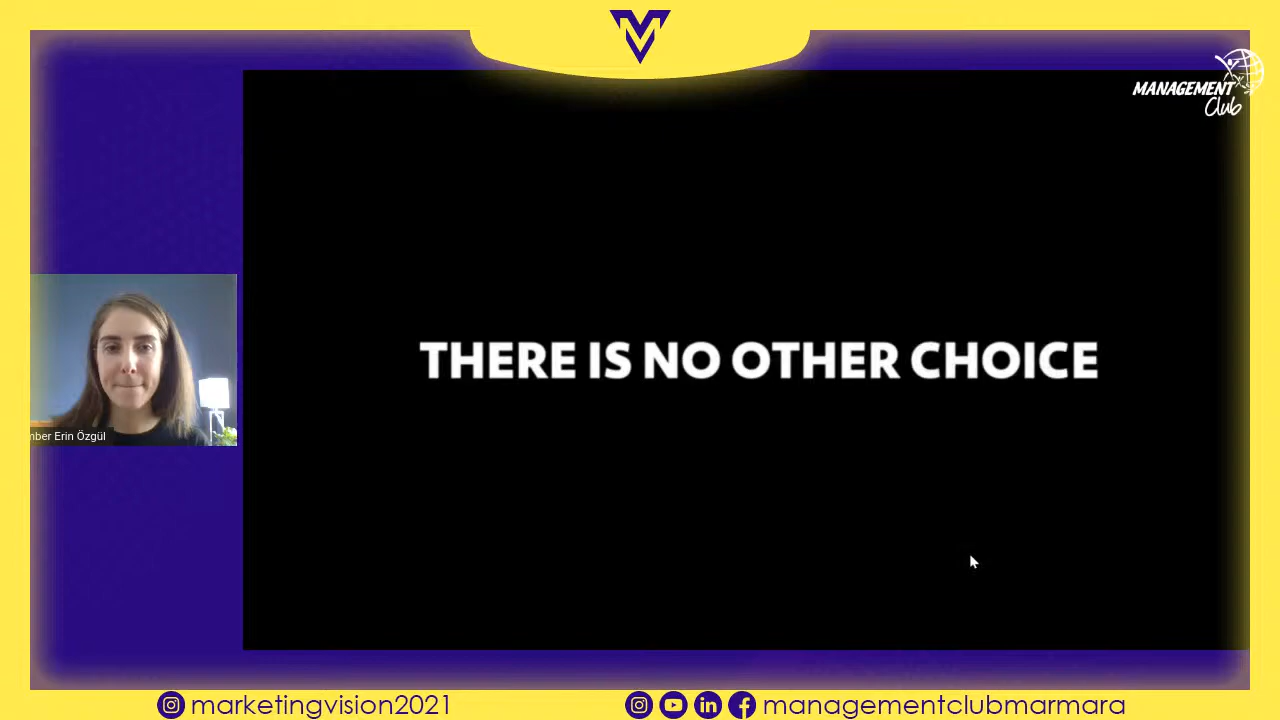 MANAGEMENT
Club
THERE IS NO OTHER CHOICE
mber Erin Özgül
marketingvision2021
managementclubmarmara